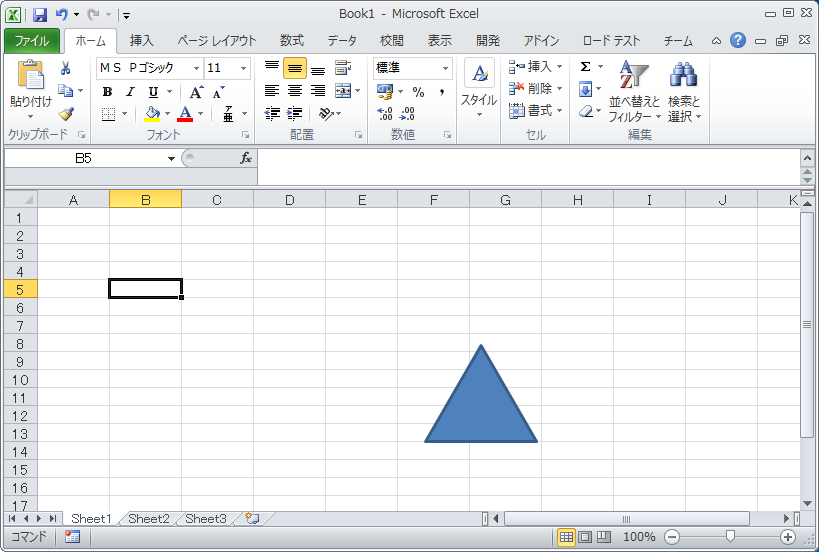 Book1 - Microsoft Excel
ファイル ホーム 挿入 ページ レイアウト 数式 データ 校閲 表示 開発 アドイン ロード テスト チーム
ＭＳ Ｐゴシック 11 標準 挿入 Σ
B I U A A % , 削除
貼り付け スタイル 並べ替えと 検索と
A 亜 書式 フィルター 選択
クリップボード フォント 配置 数値 セル 編集
B5 fx
A B C D E F G H I J K
1
2
3
4
5
6
7
8
9
10
11
12
13
14
15
16
17
Sheet1 Sheet2 Sheet3
コマンド 100%